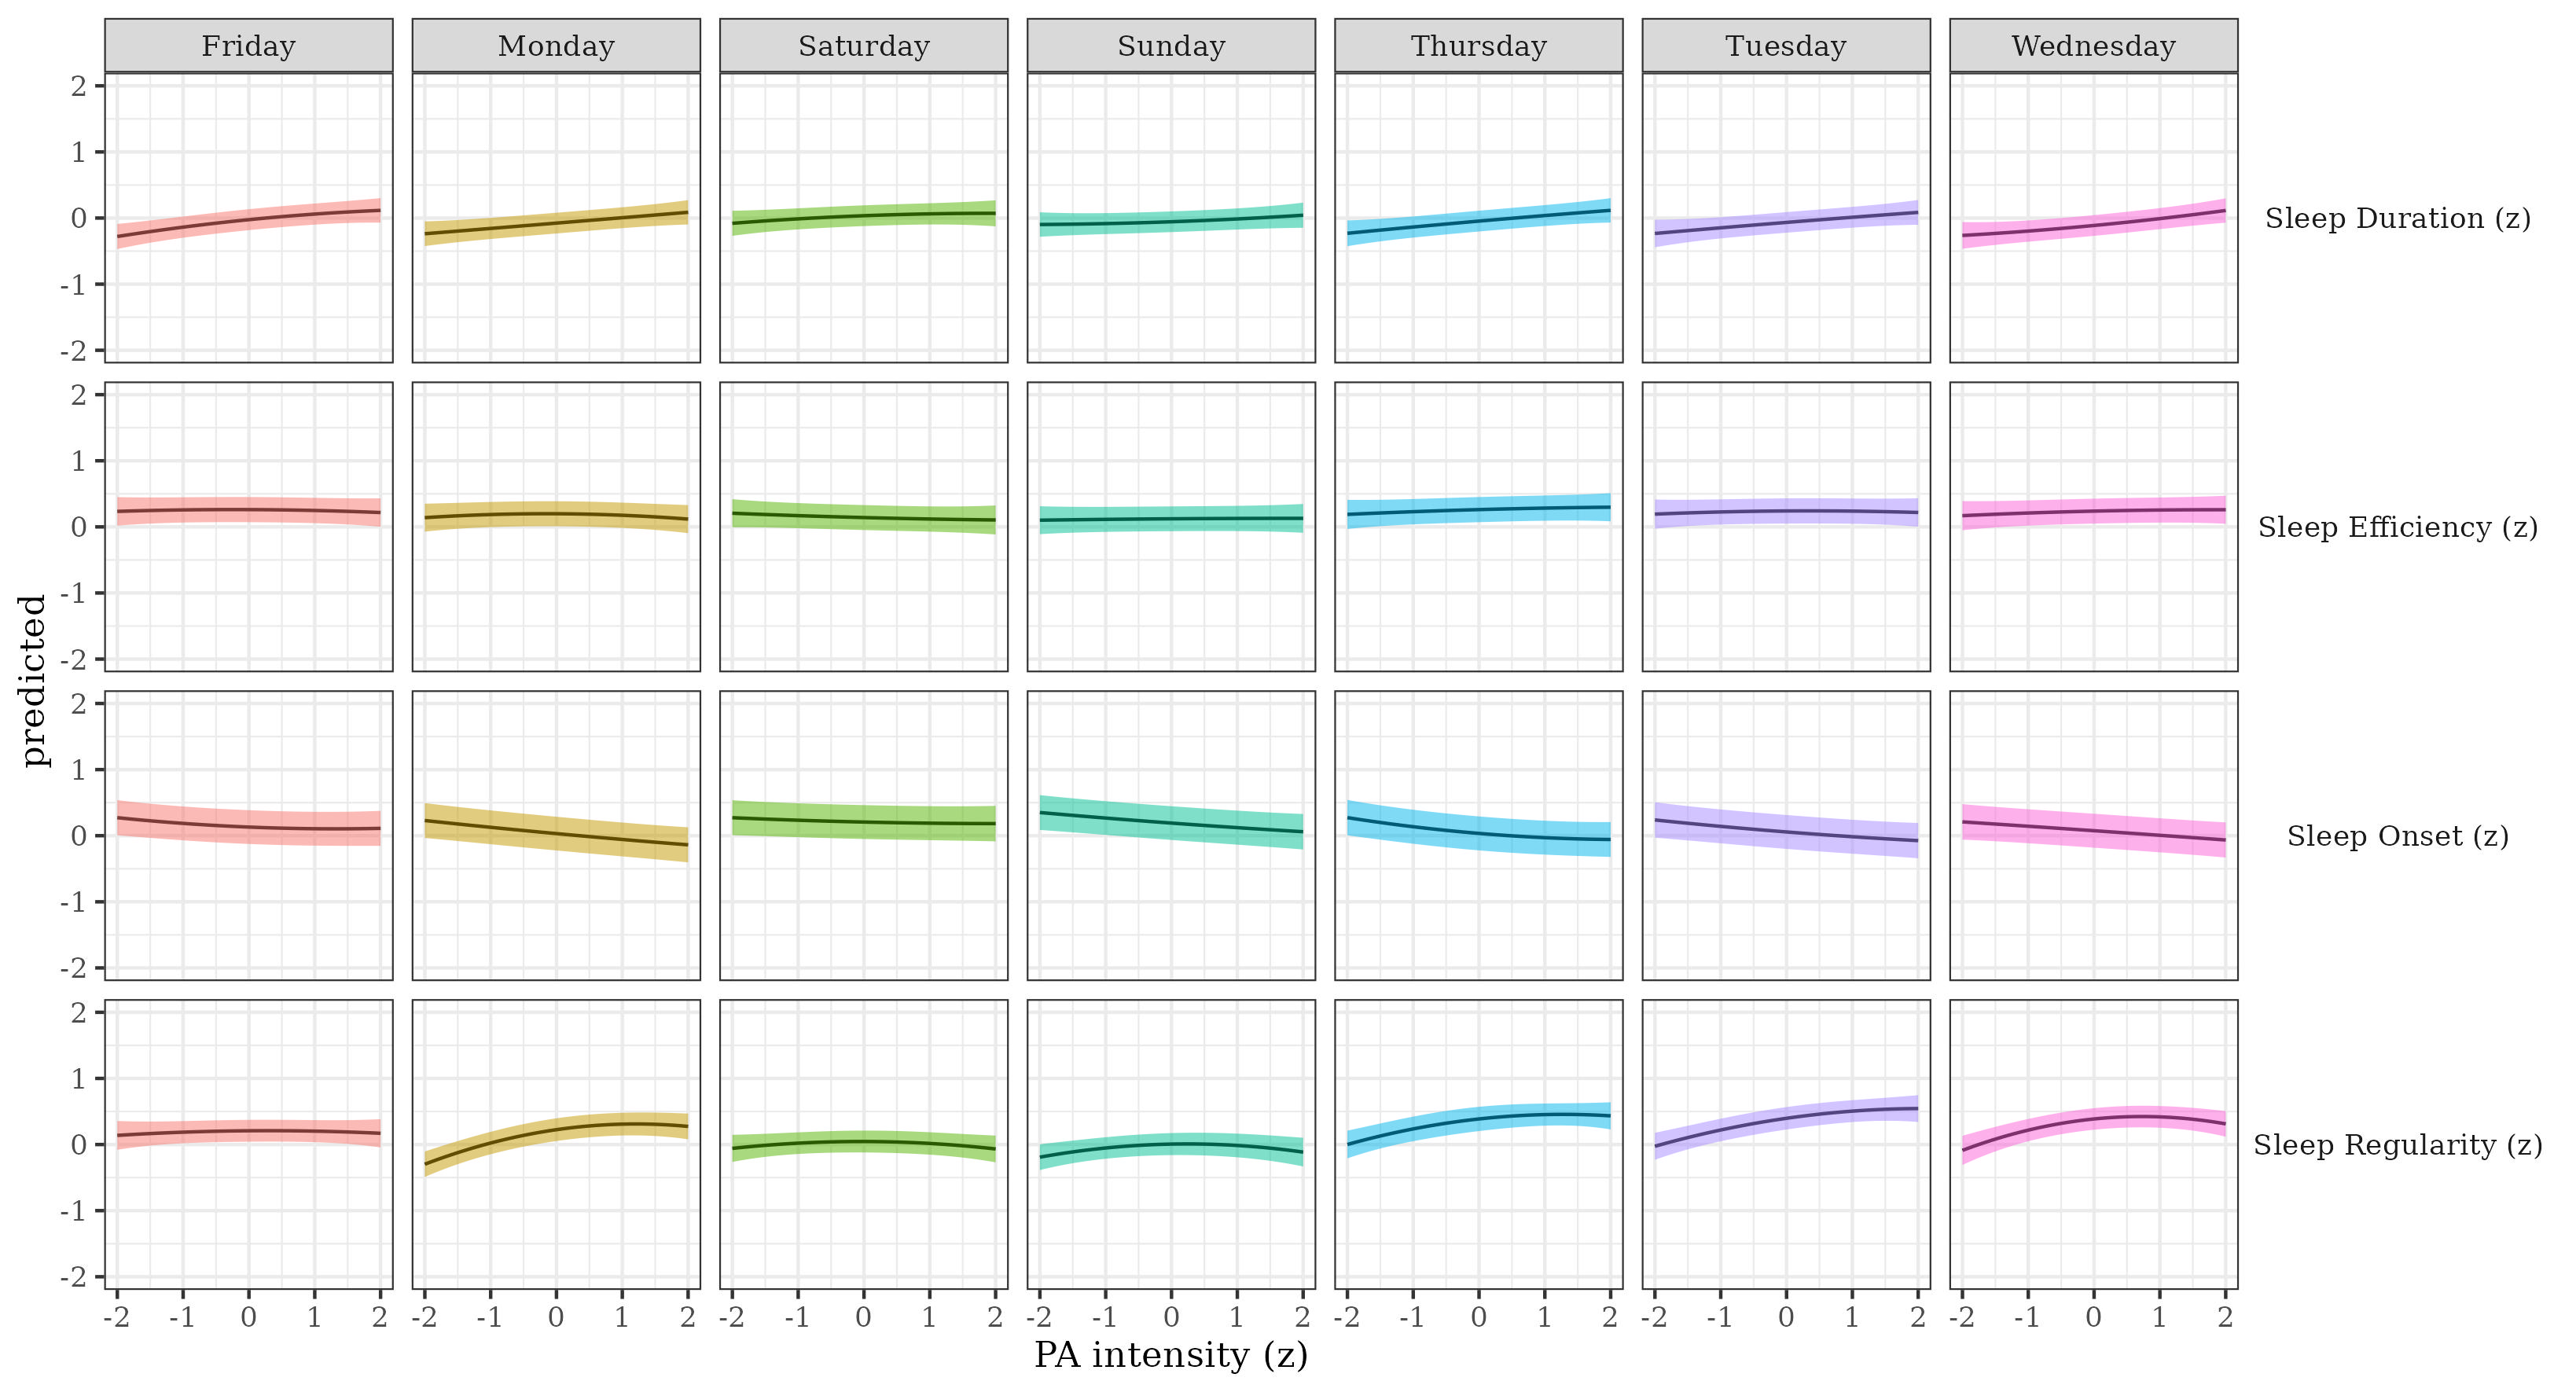 Friday Monday Saturday Sunday Thursday Tuesday Wednesday
2
1
0
-1
-2
Sleep Duration (z)
2
1
0
-1
-2
Sleep Efficiency (z)
predicted
2
1
0
-1
-2
Sleep Onset (z)
2
1
0
-1
-2
Sleep Regularity (z)
-2 -1 0 1 2 -2 -1 0 1 2 -2 -1 0 1 2 -2 -1 0 1 2 -2 -1 0 1 2 -2 -1 0 1 2 -2 -1 0 1 2
PA intensity (z)